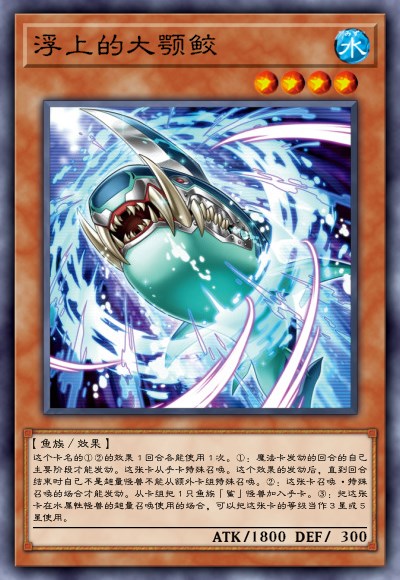 浮上的大颚鲛
水
【鱼族／效果】
这个卡名的①②的效果1回合各能使用1次。①：魔法卡发动的回合的自己
主要阶段才能发动。这张卡从手卡特殊召唤。这个效果的发动后，直到回合
结束时自己不是超量怪兽不能从额外卡组特殊召唤。②：这张卡召唤·特殊
召唤的场合才能发动。从卡组把1只鱼族「鲨」怪兽加入手卡。③：把这张
卡在水属性怪兽的超量召唤使用的场合，可以把这张卡的等级当作3星或5
星使用。
ATK/1800 DEF/ 300